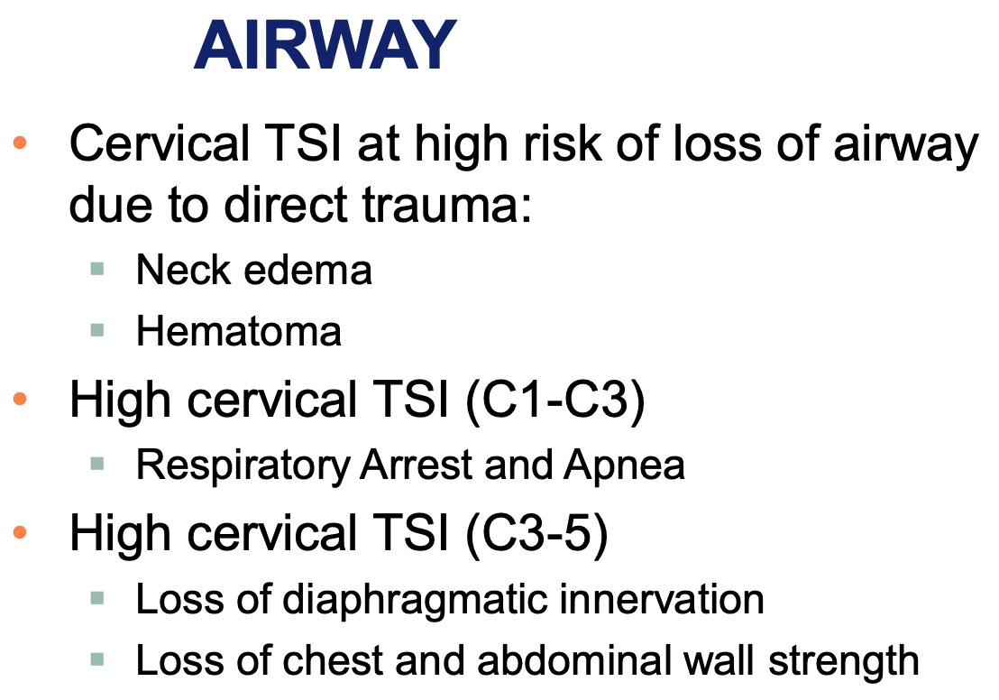 AIRWAY
• Cervical TSI at high risk of loss of airway
due to direct trauma:
▪ Neck edema
▪ Hematoma
• High cervical TSI (C1-C3)
▪ Respiratory Arrest and Apnea
• High cervical TSI (C3-5)
▪ Loss of diaphragmatic innervation
▪ Loss of chest and abdominal wall strength